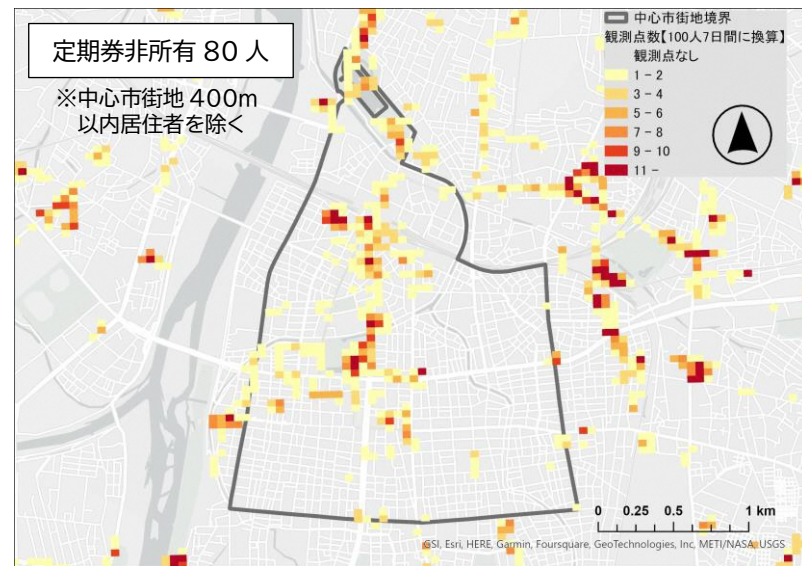 定期券非所有 80 人
※中心市街地 400m
以内居住者を除く
中心市街地境界
観測点数【100人7日間に換算】
観測点なし
1 - 2
3 - 4
5 - 6
7 - 8
9 - 10
11 -
0 0.25 0.5 1 km
GSI, Esri, HERE, Garmin, Foursquare, GeoTechnologies, Inc, METI/NASA, USGS